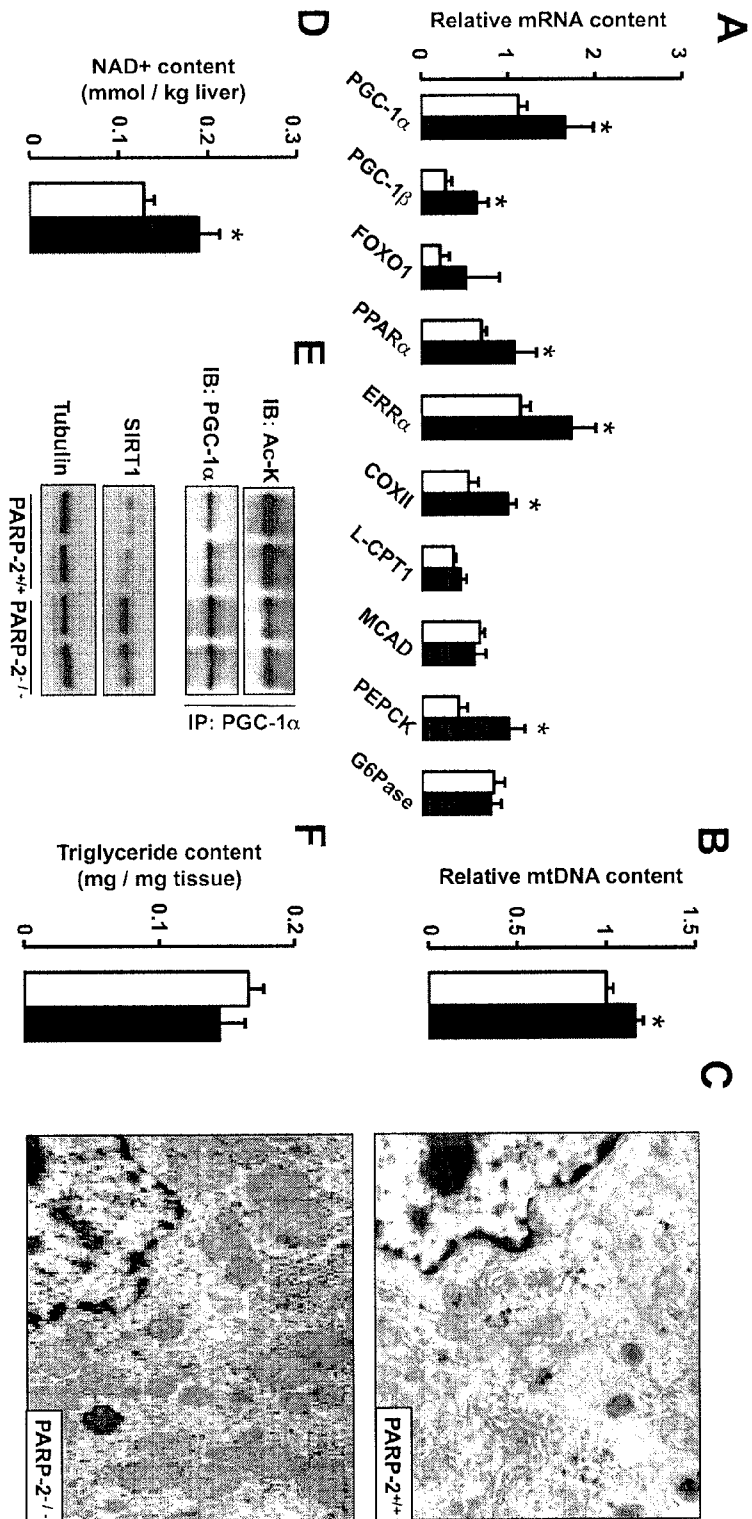 A
Relative mRNA content
0
1
2
3
PGC-1α
*
PGC-1β
*
FOXO1
PPARα
*
ERRα
*
COXII
*
L-CPT1
MCAD
PEPCK
*
G6Pase
B
Relative mtDNA content
0
0.5
1
1.5
*
C
PARP-2+/+
PARP-2-/-
D
NAD+ content
(mmol / kg liver)
0
0.1
0.2
0.3
*
E
IB: Ac-K
IB: PGC-1α
IP: PGC-1α
SIRT1
Tubulin
PARP-2+/+ PARP-2-/-
F
Triglyceride content
(mg / mg tissue)
0
0.1
0.2